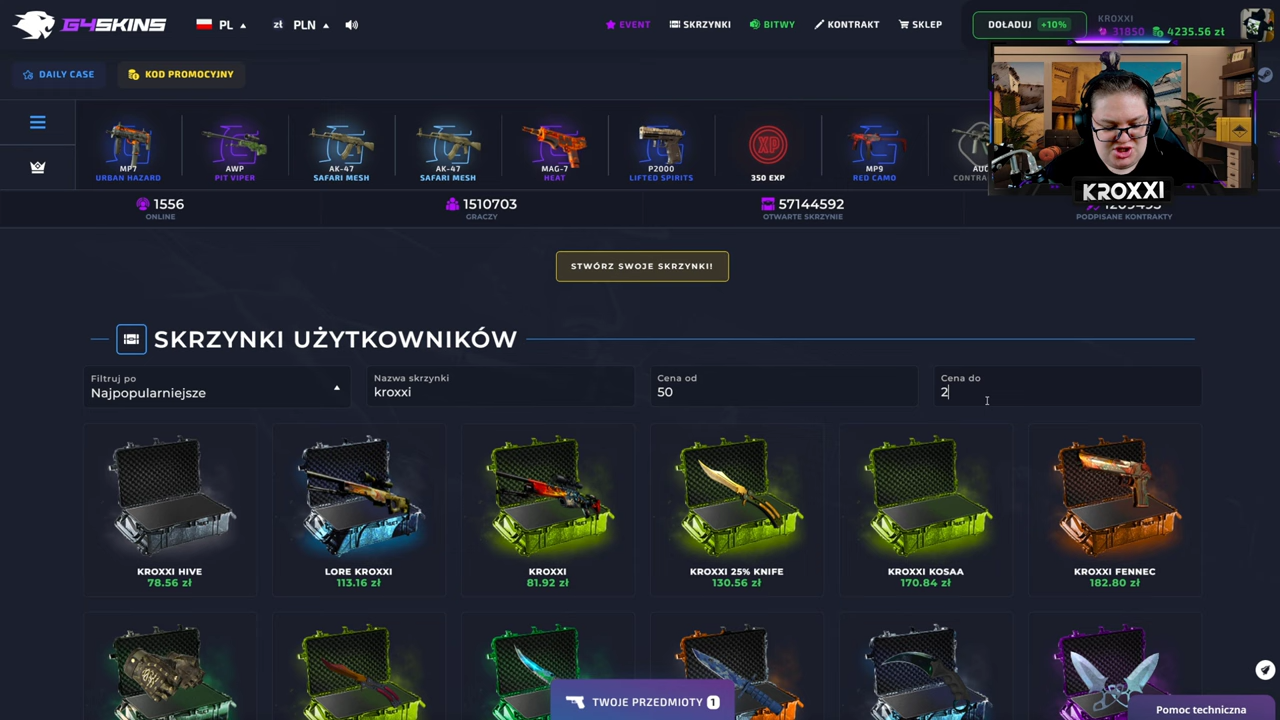 G4SKINS
PL
zł PLN
EVENT
SKRZYNKI
BITWY
KONTRAKT
SKLEP
DOŁADUJ +10%
KROXXI
31850
4235.56 zł
DAILY CASE
KOD PROMOCYJNY
MP7
URBAN HAZARD
AWP
PIT VIPER
AK-47
SAFARI MESH
AK-47
SAFARI MESH
MAG-7
HEAT
P2000
LIFTED SPIRITS
XP
350 EXP
MP9
RED CAMO
KROXXI
1556
ONLINE
1510703
GRACZY
57144592
OTWARTE SKRZYNIE
PODPISANE KONTRAKTY
STWÓRZ SWOJE SKRZYNKI!
SKRZYNKI UŻYTKOWNIKÓW
Filtruj po
Najpopularniejsze
Nazwa skrzynki
kroxxi
Cena od
50
Cena do
2
KROXXI HIVE
78.56 zł
LORE KROXXI
113.16 zł
KROXXI
81.92 zł
KROXXI 25% KNIFE
130.56 zł
KROXXI KOSAA
170.84 zł
KROXXI FENNEC
182.80 zł
TWOJE PRZEDMIOTY 1
Pomoc techniczna